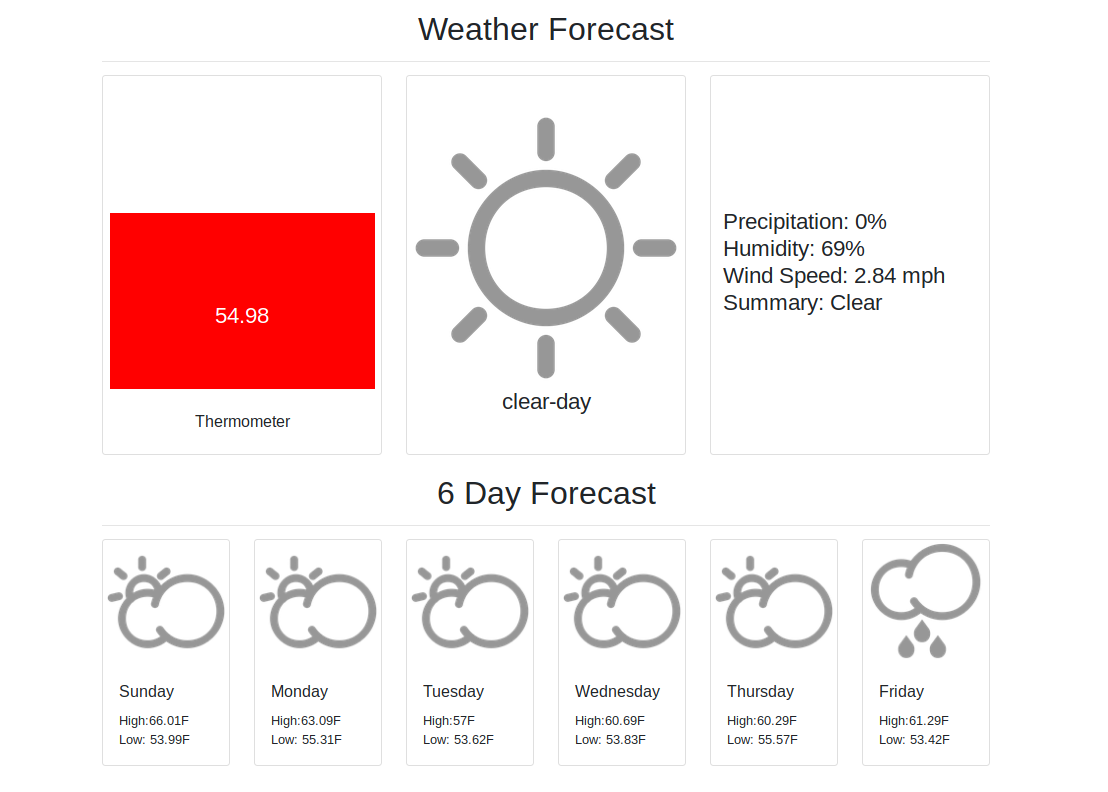 Weather Forecast
54.98
Thermometer
clear-day
Precipitation: 0%
Humidity: 69%
Wind Speed: 2.84 mph
Summary: Clear
6 Day Forecast
Sunday
High:66.01F
Low: 53.99F
Monday
High:63.09F
Low: 55.31F
Tuesday
High:57F
Low: 53.62F
Wednesday
High:60.69F
Low: 53.83F
Thursday
High:60.29F
Low: 55.57F
Friday
High:61.29F
Low: 53.42F